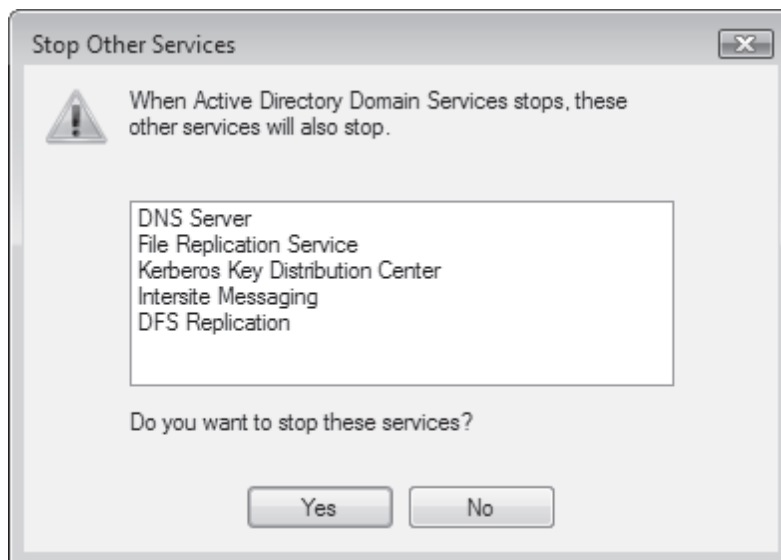 Stop Other Services
When Active Directory Domain Services stops, these
other services will also stop.
DNS Server
File Replication Service
Kerberos Key Distribution Center
Intersite Messaging
DFS Replication
Do you want to stop these services?
Yes
No